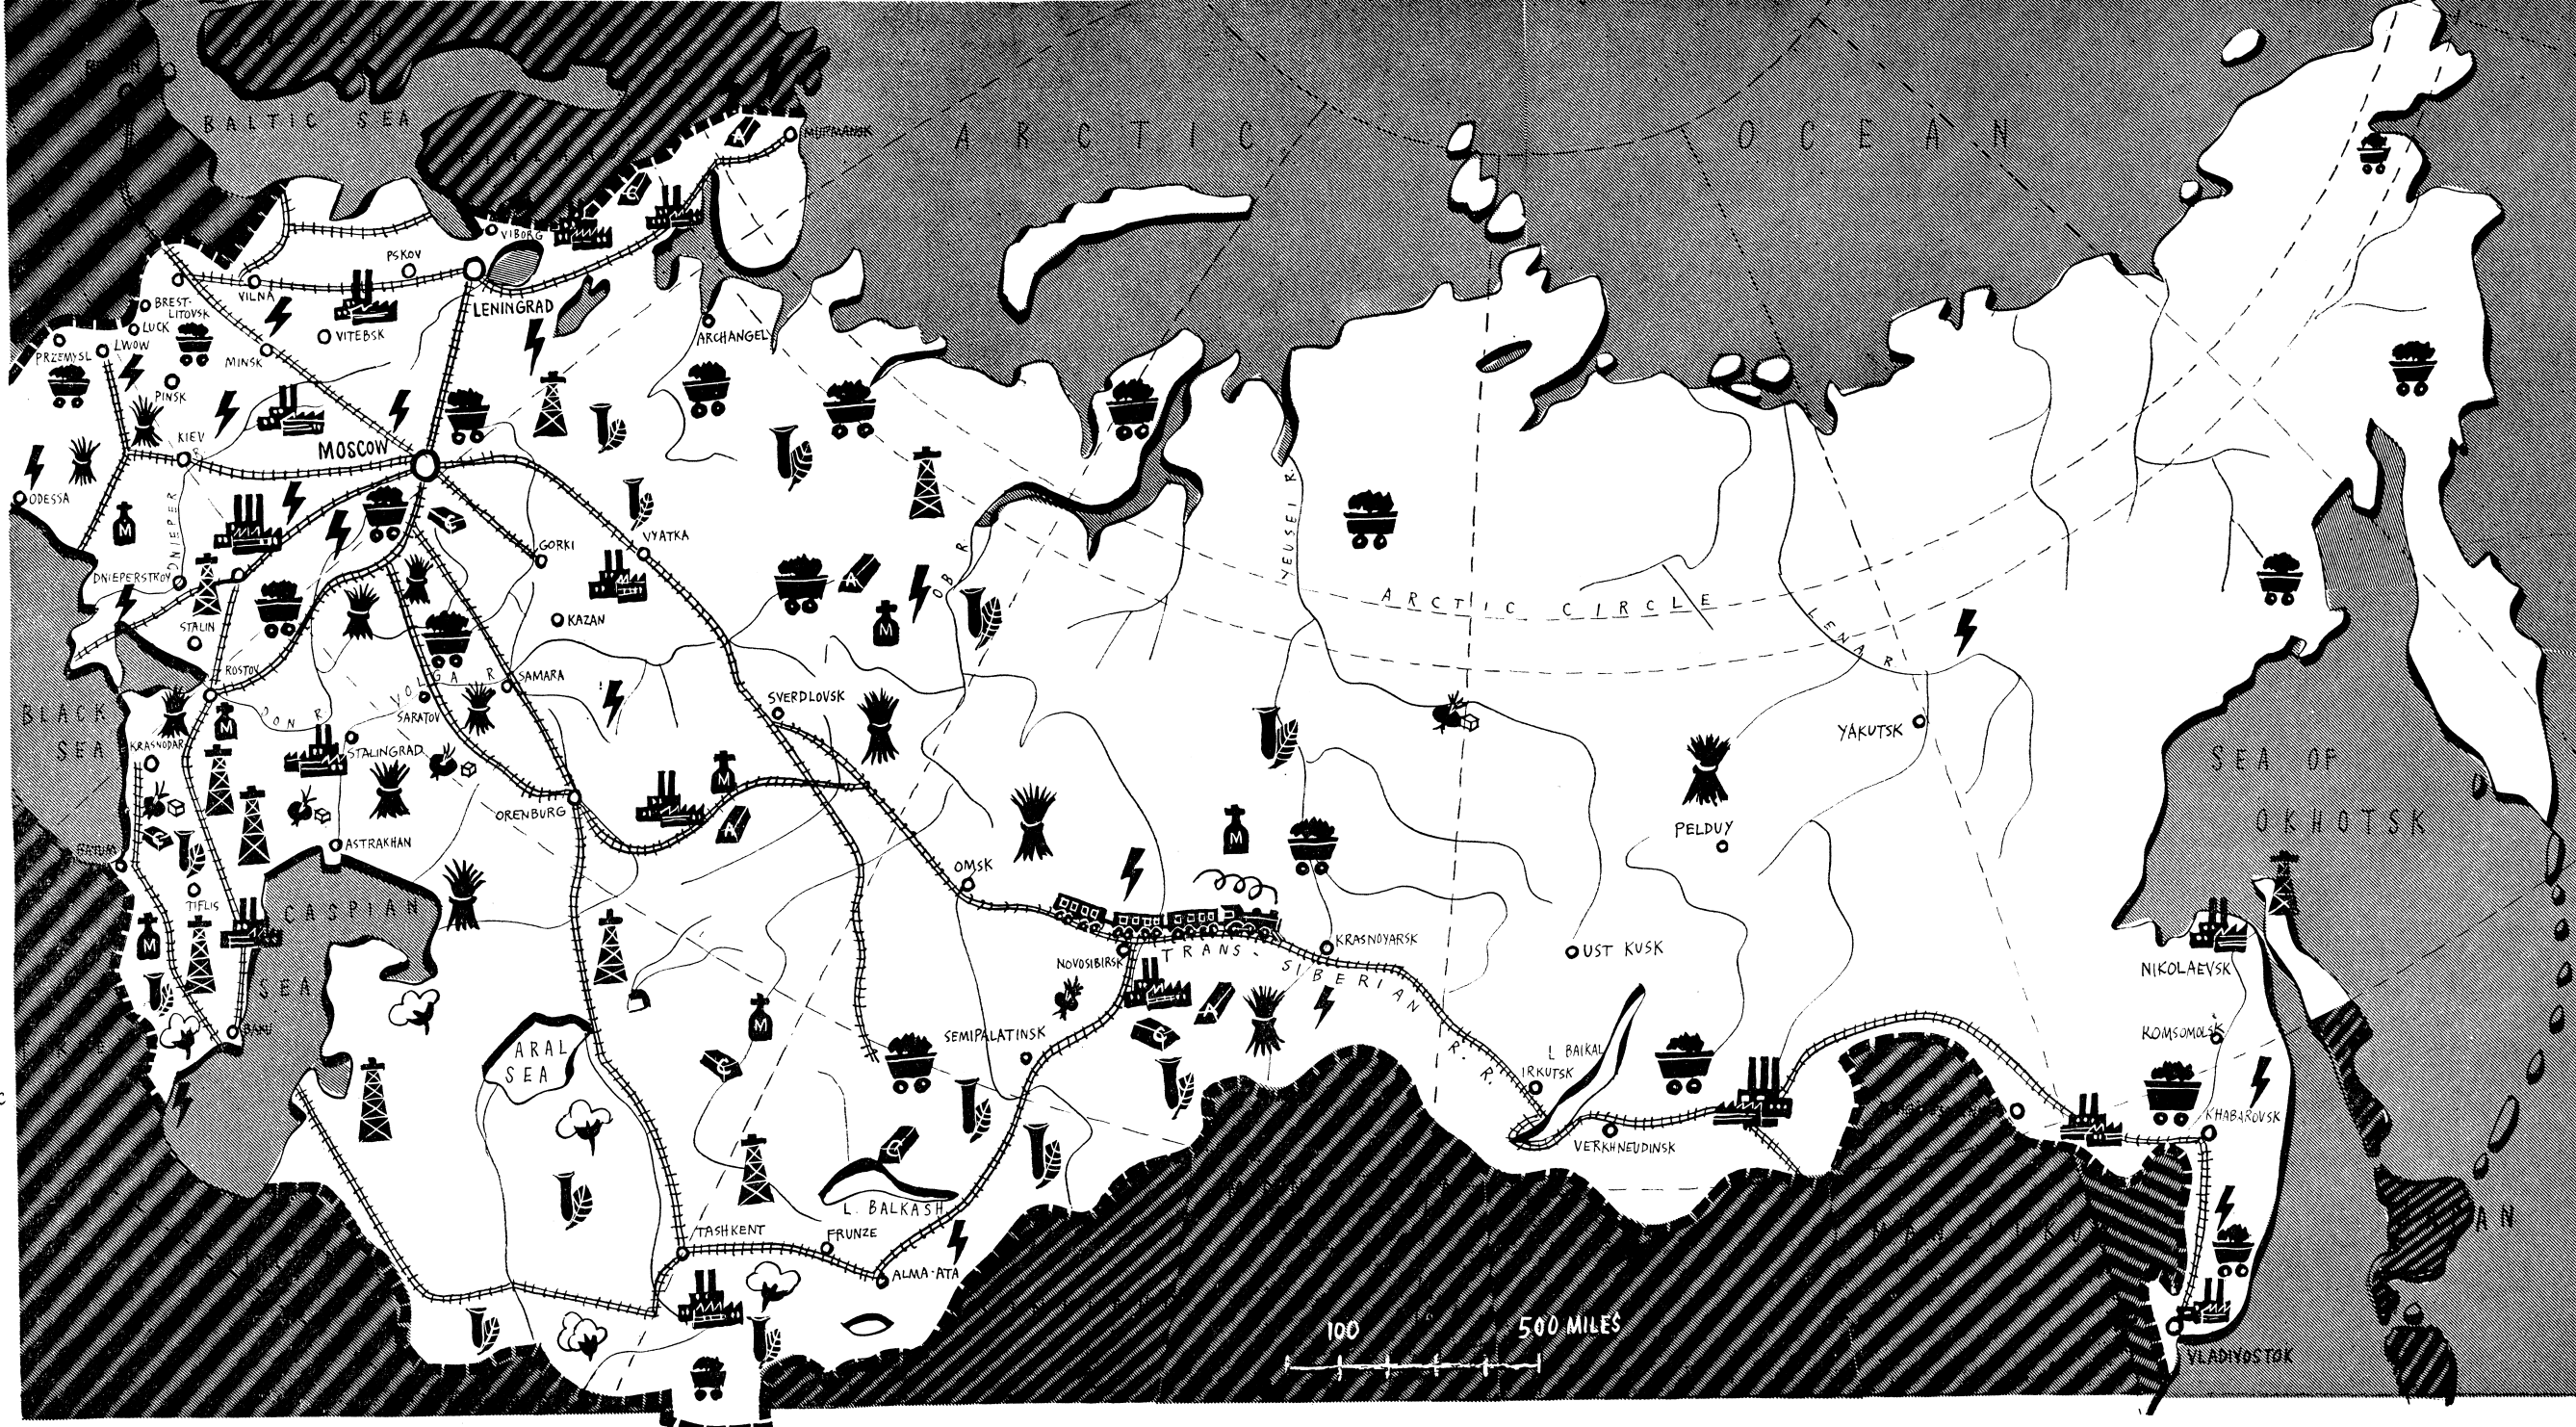 BALTIC SEA
ARCTIC OCEAN
MURMANSK
VIBORG
PSKOV
LENINGRAD
VILNA
BREST-
LITOVSK
LUCK
VITEBSK
ARCHANGEL
PRZEMYSL
LWOW
MINSK
PINSK
KIEV
MOSCOW
ODESSA
DNIEPER
VYATKA
GORKI
DNIEPERSTROY
OB R.
YEUSEI R.
ARCTIC CIRCLE
LENA R
KAZAN
STALIN
ROSTOV
VOLGA R
SAMARA
SVERDLOVSK
DON R
SARATOV
BLACK
SEA
KRASNODAR
STALINGRAD
YAKUTSK
SEA OF
OKHOTSK
ORENBURG
PELDUY
BATUM
ASTRAKHAN
OMSK
TIFLIS
CASPIAN
SEA
KRASNOYARSK
UST KUSK
NOVOSIBIRSK
TRANS-SIBERIAN R.R.
NIKOLAEVSK
BAKU
SEMIPALATINSK
KOMSOMOLSK
ARAL
SEA
L BAIKAL
IRKUTSK
KHABAROVSK
VERKHNEUDINSK
L. BALKASH
TASHKENT
FRUNZE
ALMA-ATA
100
500 MILES
VLADIVOSTOK
M
M
M
M
M
M
M
A
A
A
A
C
C
C
C
C
C
C